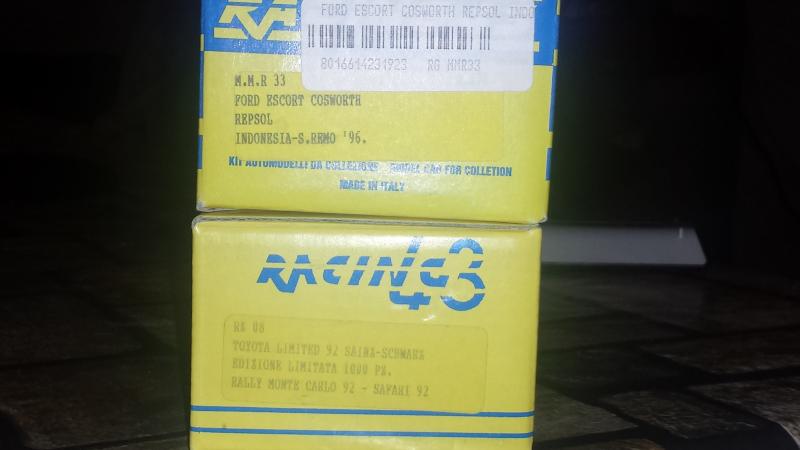 FORD ESCORT COSWORTH REPSOL INDO
8016614231923 RG MMR33
M.M.R 33
FORD ESCORT COSWORTH
REPSOL
INDONESIA-S.REMO '96.
KIT AUTOMODELLI DA COLLEZIONE - MODEL CAR FOR COLLETION
MADE IN ITALY
RACING 43
RK 08
TOYOTA LIMITED 92 SAINZ-SCHWARZ
EDIZIONE LIMITATA 1000 PZ.
RALLY MONTE CARLO 92 - SAFARI 92